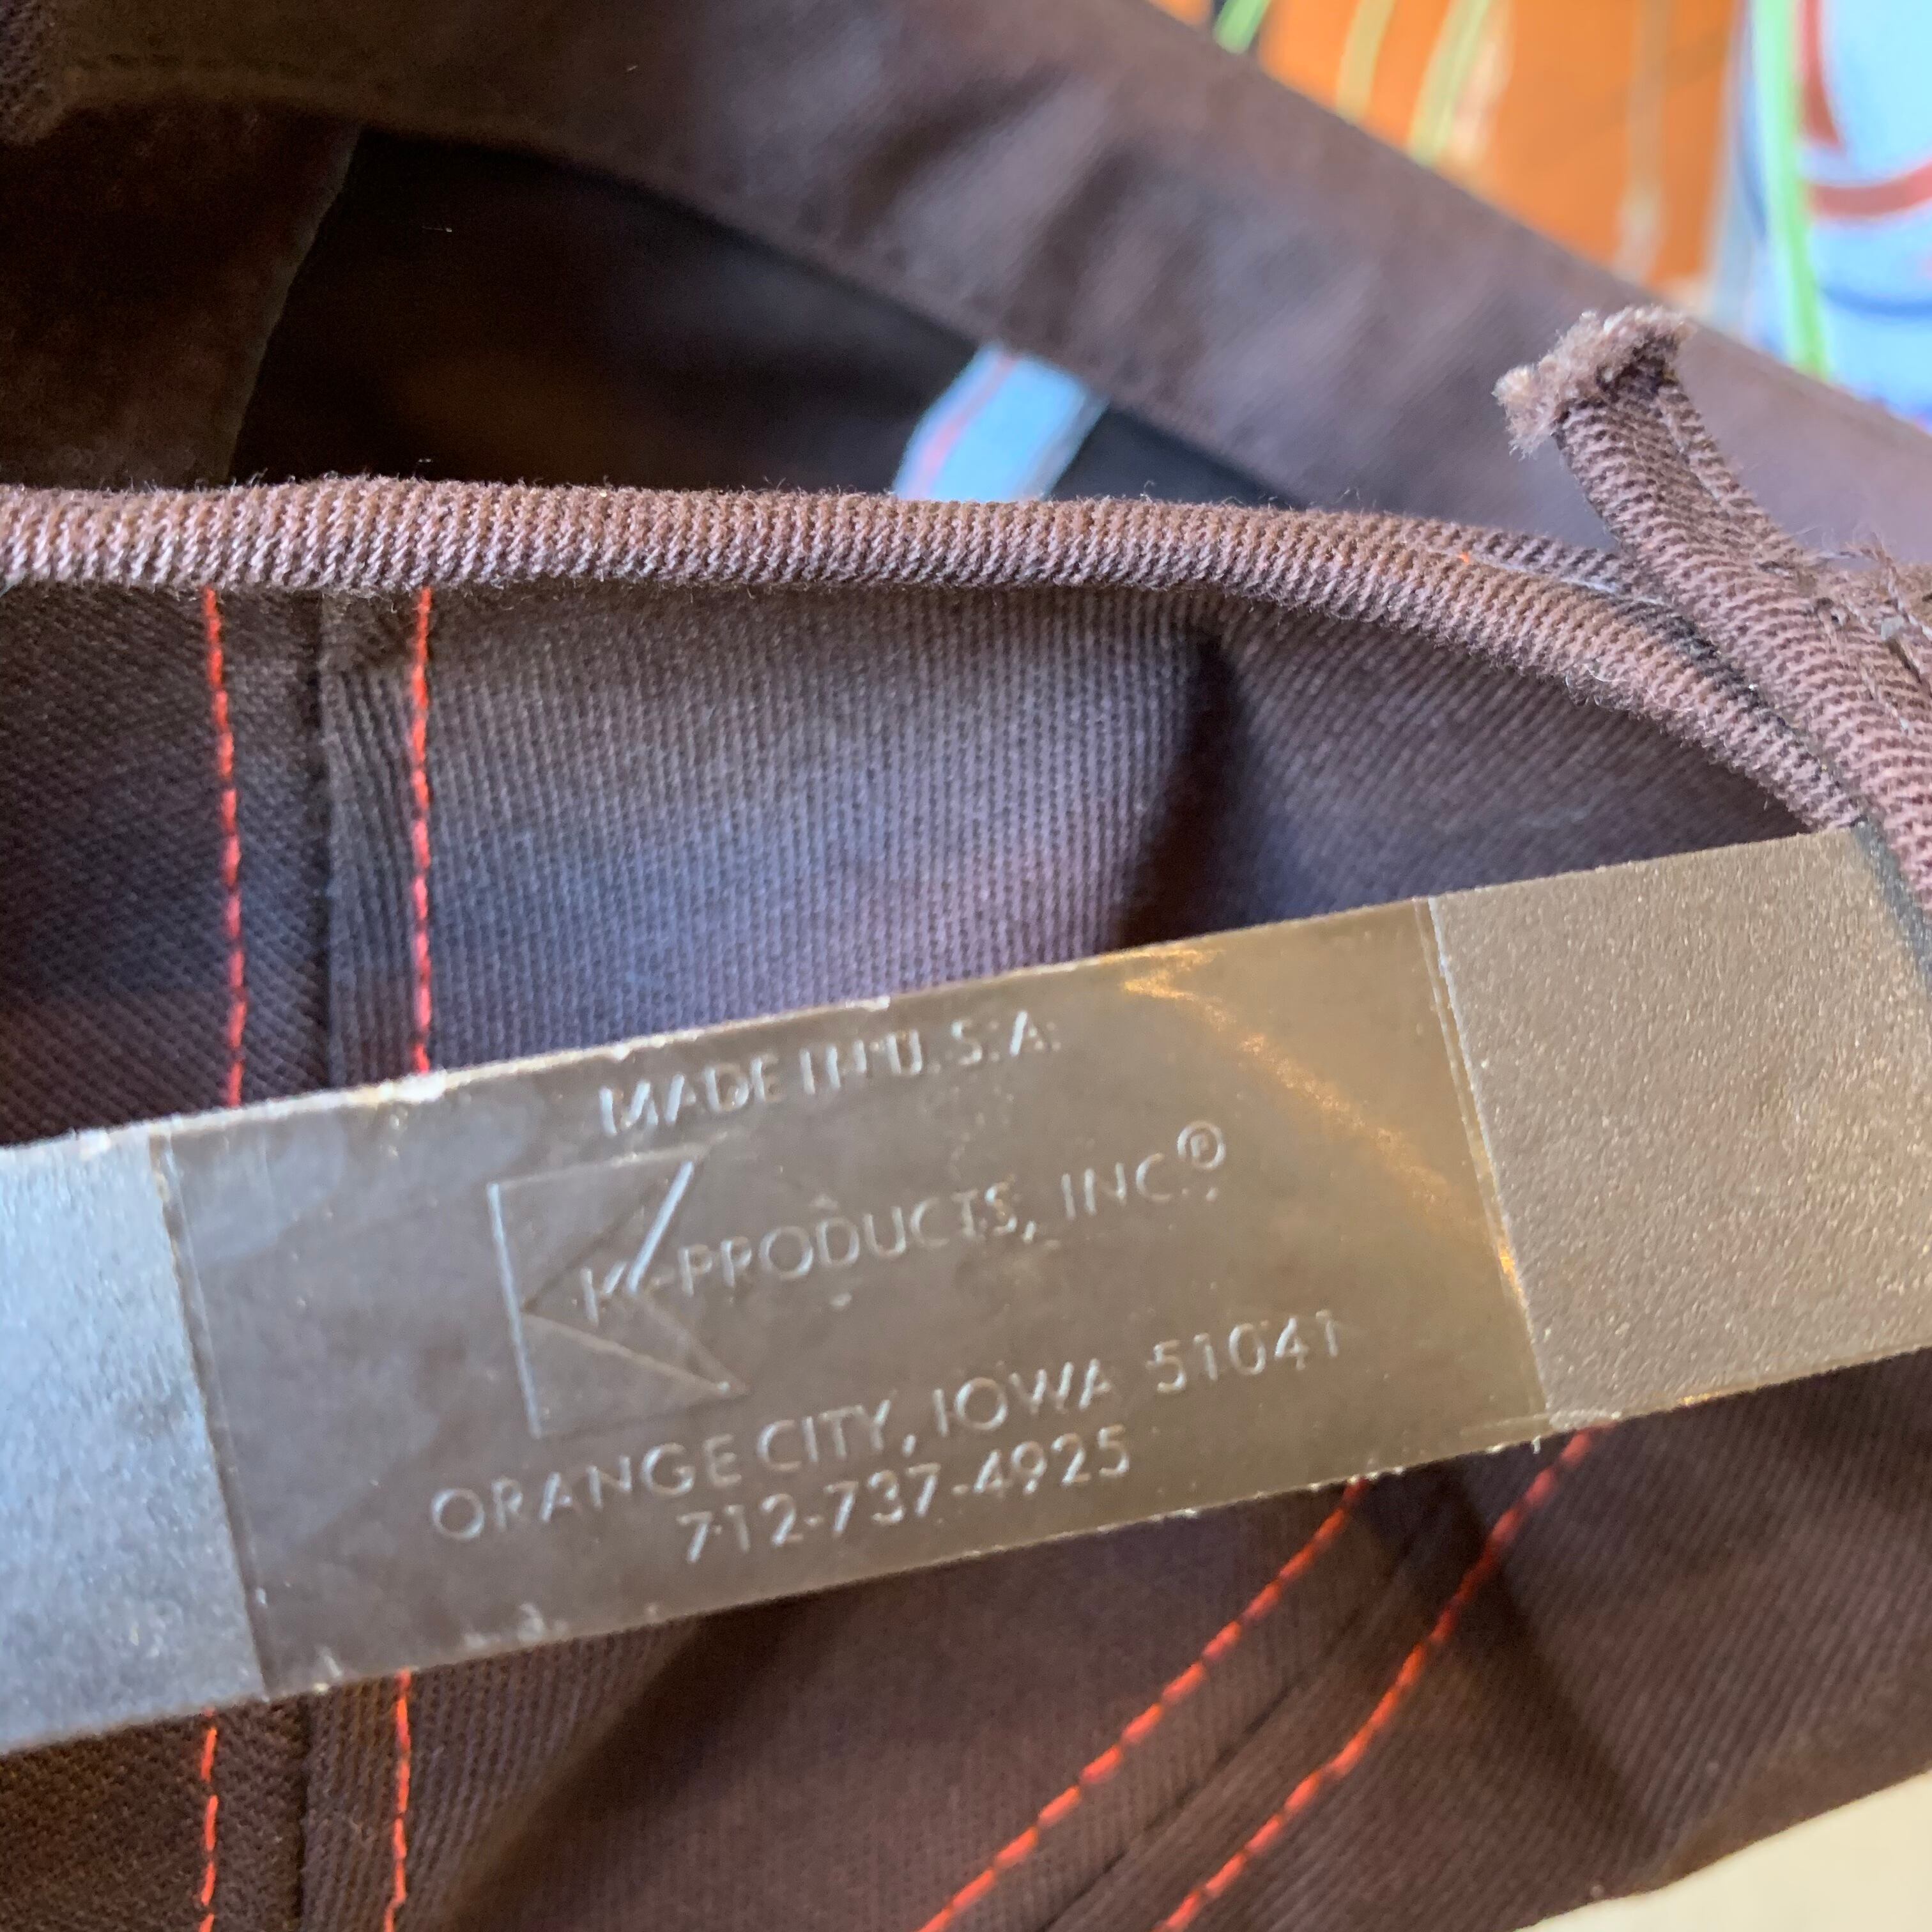 MADE IN U.S.A.
K-PRODUCTS, INC.®
ORANGE CITY, IOWA 51041
712-737-4925